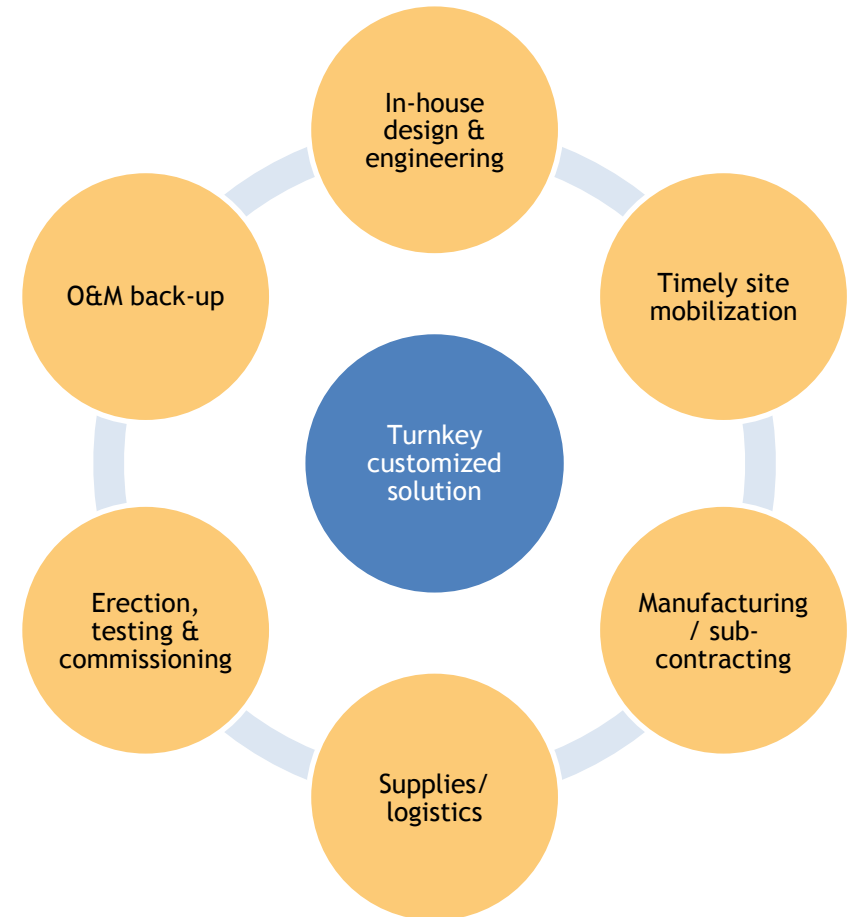 In-house
design &
engineering
Timely site
mobilization
Manufacturing
/ sub-
contracting
Supplies/
logistics
Erection,
testing &
commissioning
O&M back-up
Turnkey
customized
solution